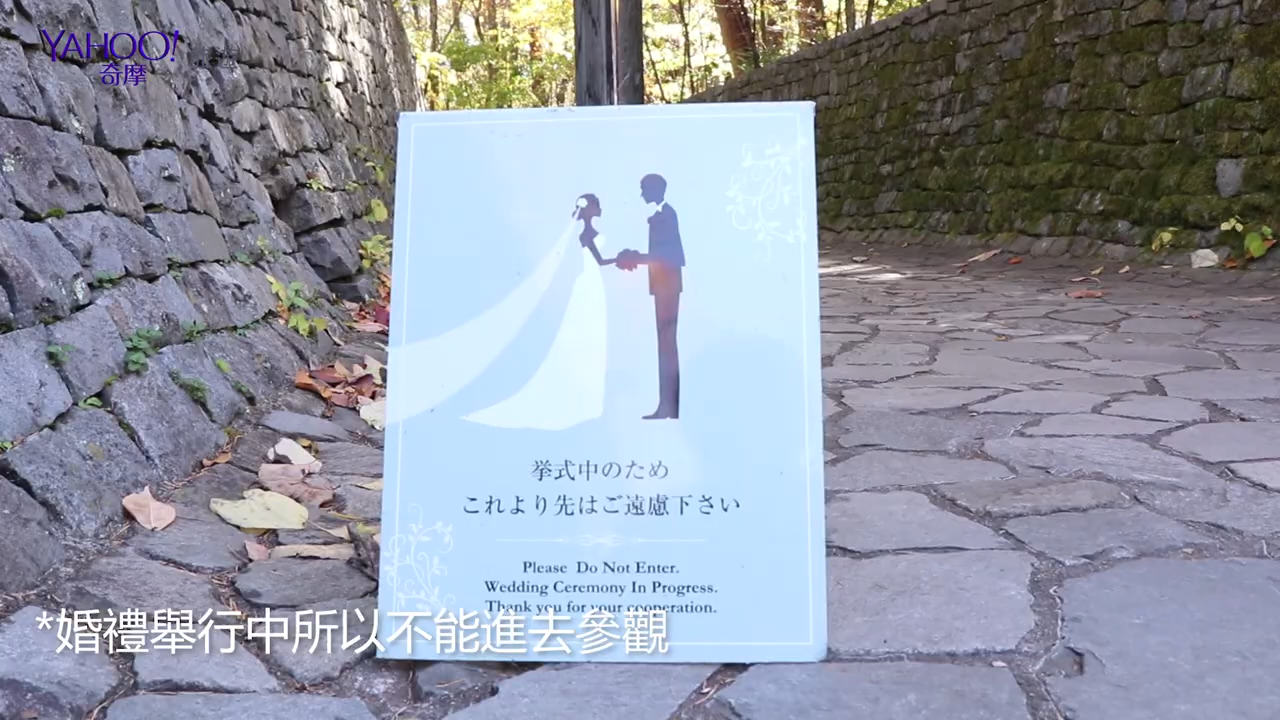 YAHOO!
奇摩
挙式中のため
これより先はご遠慮下さい
Please Do Not Enter.
Wedding Ceremony In Progress.
Thank you for your cooperation.
*婚禮舉行中所以不能進去參觀